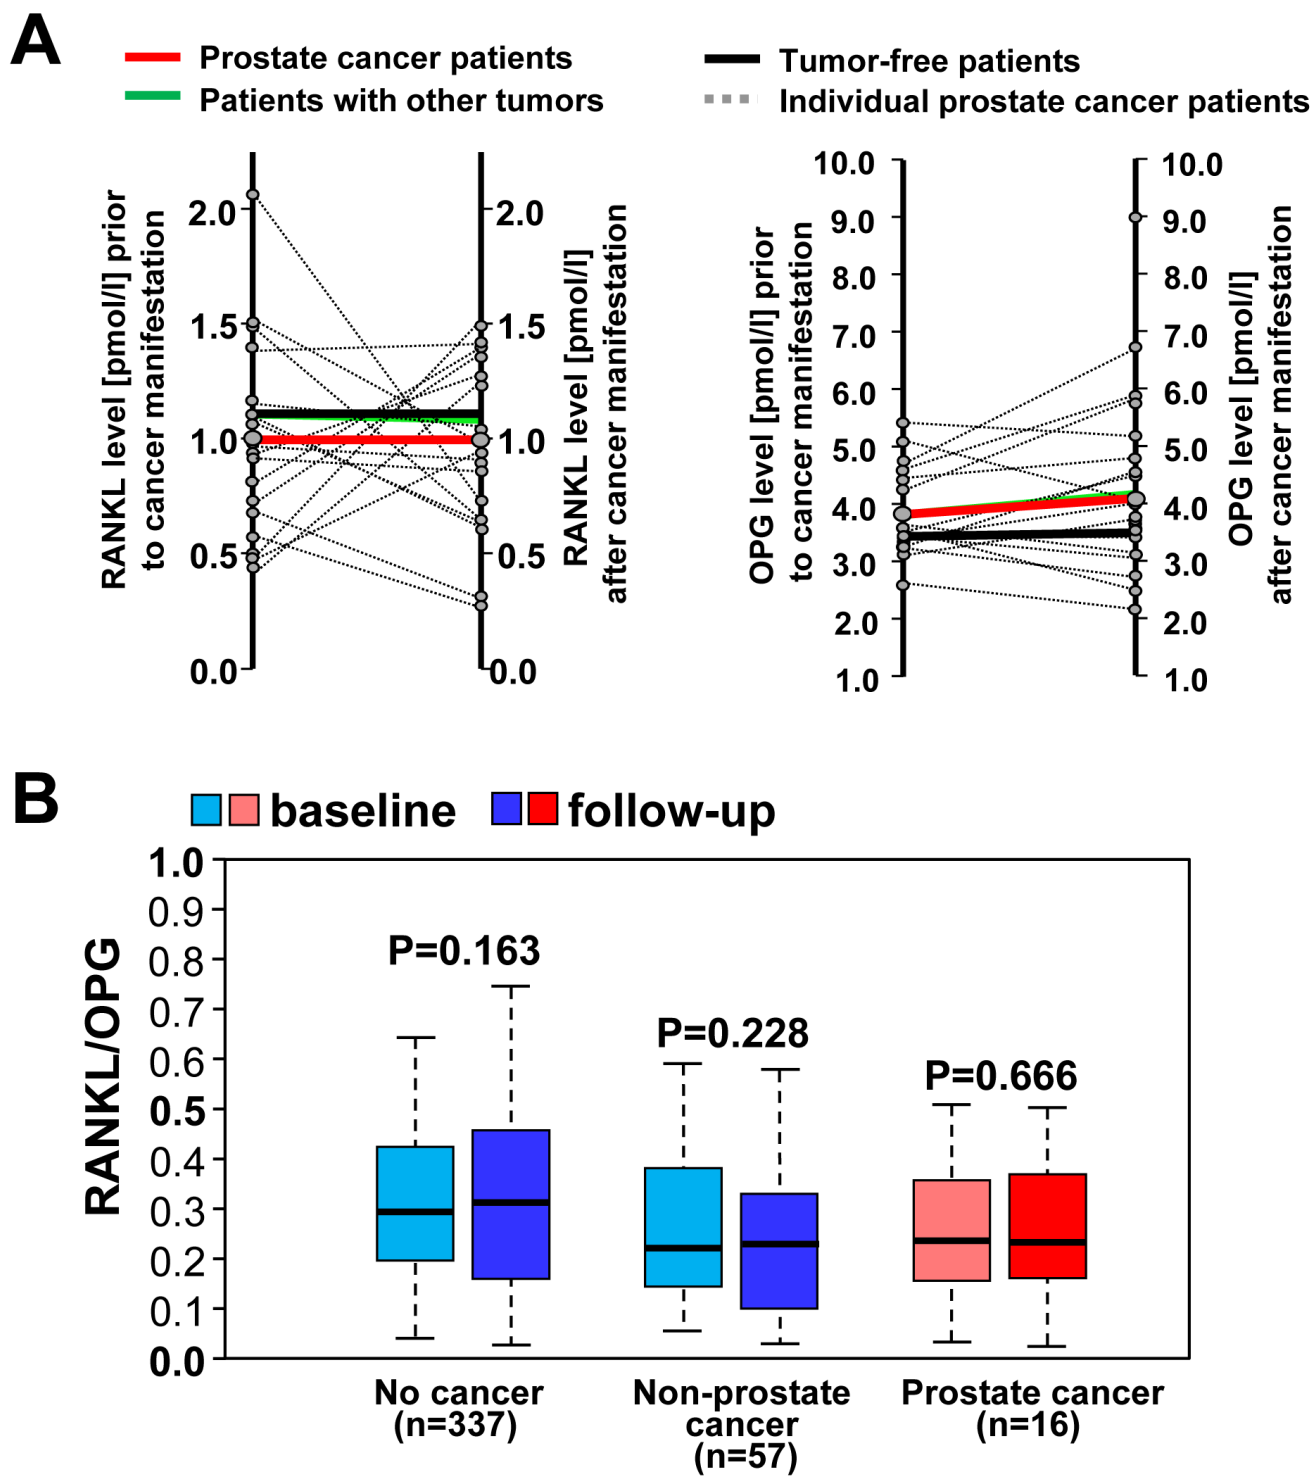 A
Prostate cancer patients
Patients with other tumors
Tumor-free patients
Individual prostate cancer patients
RANKL level [pmol/l] prior
to cancer manifestation
2.0
1.5
1.0
0.5
0.0
2.0
1.5
1.0
0.5
0.0
RANKL level [pmol/l]
after cancer manifestation
OPG level [pmol/l] prior
to cancer manifestation
10.0
9.0
8.0
7.0
6.0
5.0
4.0
3.0
2.0
1.0
10.0
9.0
8.0
7.0
6.0
5.0
4.0
3.0
2.0
1.0
OPG level [pmol/l]
after cancer manifestation
B
baseline
follow-up
RANKL/OPG
1.0
0.9
0.8
0.7
0.6
0.5
0.4
0.3
0.2
0.1
0.0
P=0.163
P=0.228
P=0.666
No cancer
(n=337)
Non-prostate
cancer
(n=57)
Prostate cancer
(n=16)